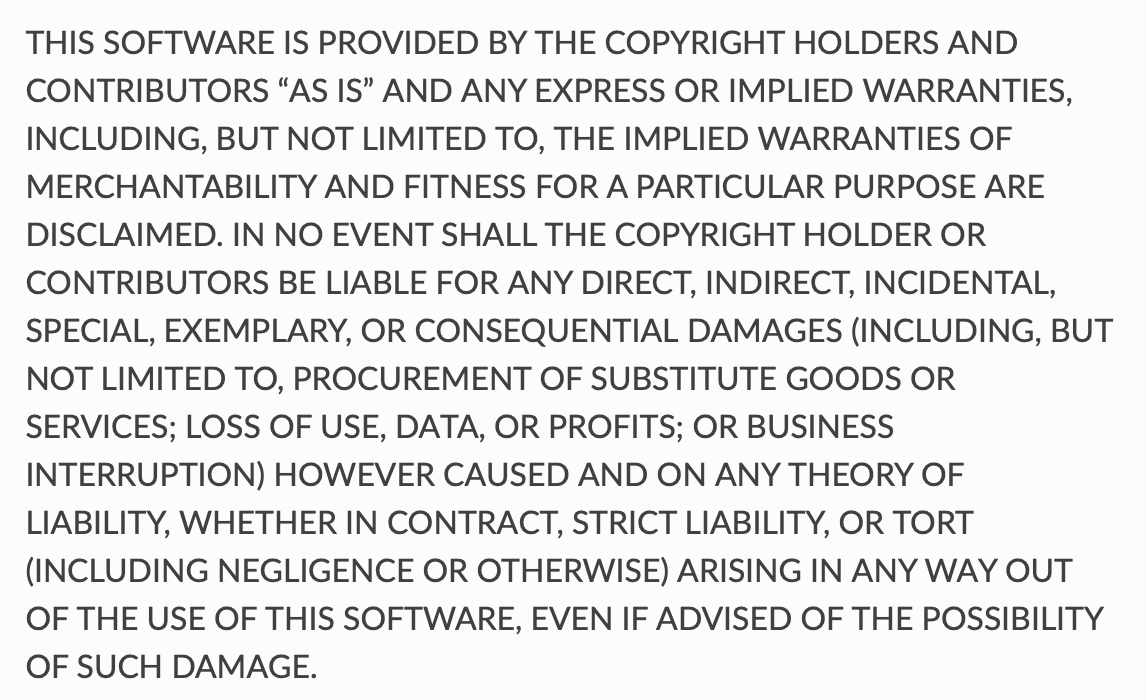 THIS SOFTWARE IS PROVIDED BY THE COPYRIGHT HOLDERS AND
CONTRIBUTORS “AS IS” AND ANY EXPRESS OR IMPLIED WARRANTIES,
INCLUDING, BUT NOT LIMITED TO, THE IMPLIED WARRANTIES OF
MERCHANTABILITY AND FITNESS FOR A PARTICULAR PURPOSE ARE
DISCLAIMED. IN NO EVENT SHALL THE COPYRIGHT HOLDER OR
CONTRIBUTORS BE LIABLE FOR ANY DIRECT, INDIRECT, INCIDENTAL,
SPECIAL, EXEMPLARY, OR CONSEQUENTIAL DAMAGES (INCLUDING, BUT
NOT LIMITED TO, PROCUREMENT OF SUBSTITUTE GOODS OR
SERVICES; LOSS OF USE, DATA, OR PROFITS; OR BUSINESS
INTERRUPTION) HOWEVER CAUSED AND ON ANY THEORY OF
LIABILITY, WHETHER IN CONTRACT, STRICT LIABILITY, OR TORT
(INCLUDING NEGLIGENCE OR OTHERWISE) ARISING IN ANY WAY OUT
OF THE USE OF THIS SOFTWARE, EVEN IF ADVISED OF THE POSSIBILITY
OF SUCH DAMAGE.